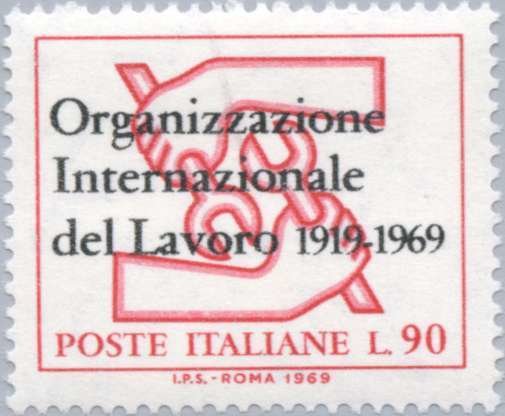 Organizzazione
Internazionale
del Lavoro 1919-1969
POSTE ITALIANE L. 90
I.P.S. - ROMA 1969